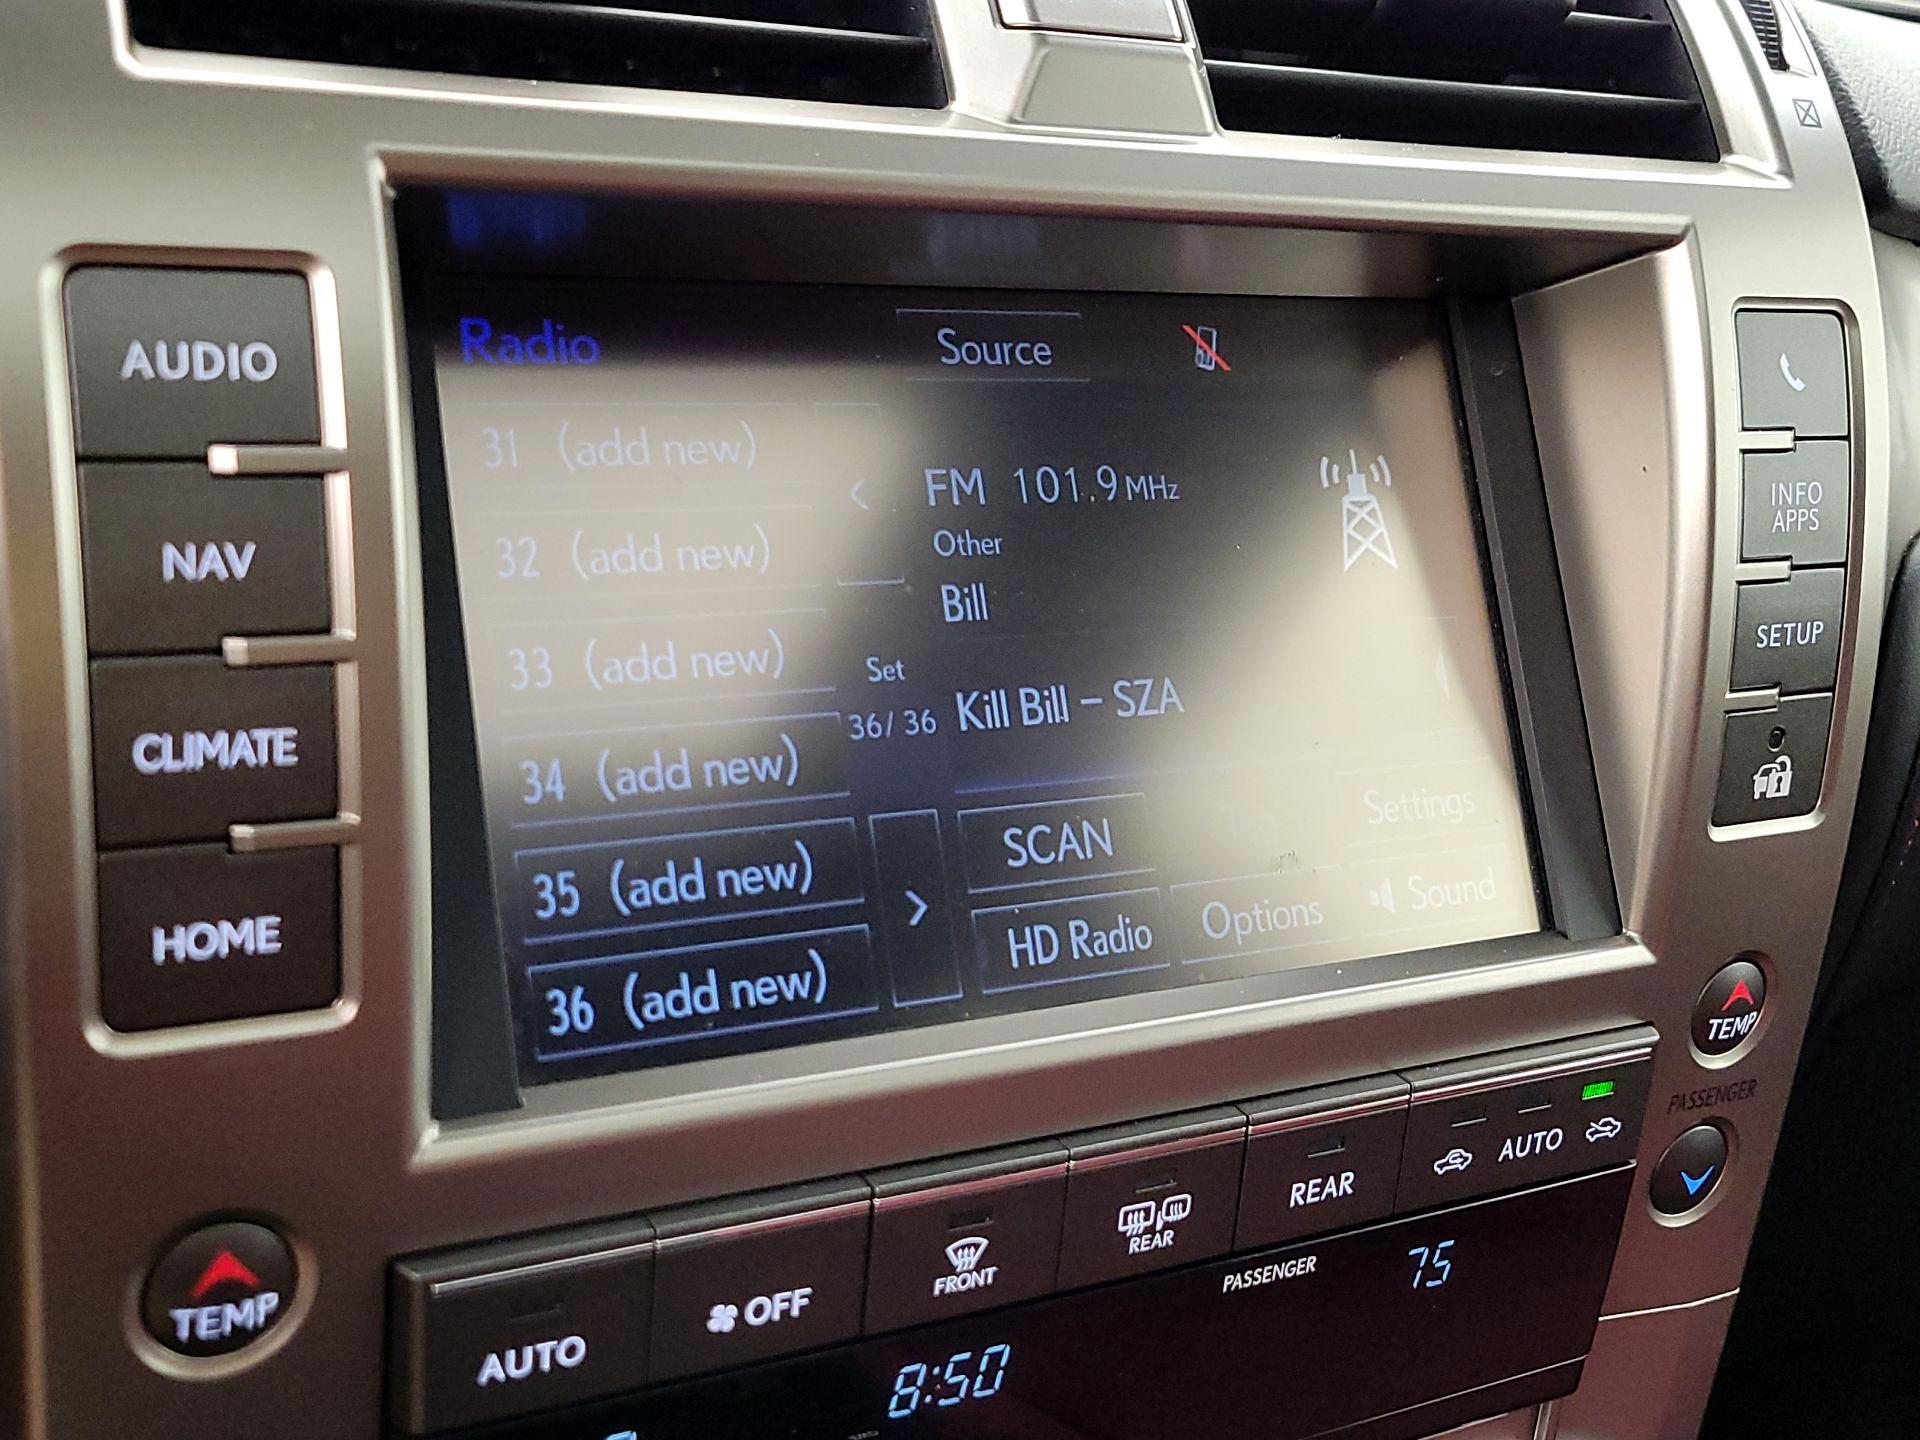 AUDIO
NAV
CLIMATE
HOME
Radio
Source
31 (add new)
32 (add new)
33 (add new)
34 (add new)
35 (add new)
36 (add new)
<
Set
36/36
>
FM 101.9 MHz
Other
Bill
Kill Bill - SZA
SCAN
Settings
HD Radio
Options
Sound
INFO
APPS
SETUP
TEMP
PASSENGER
TEMP
AUTO
OFF
FRONT
REAR
REAR
AUTO
PASSENGER 75
8:50